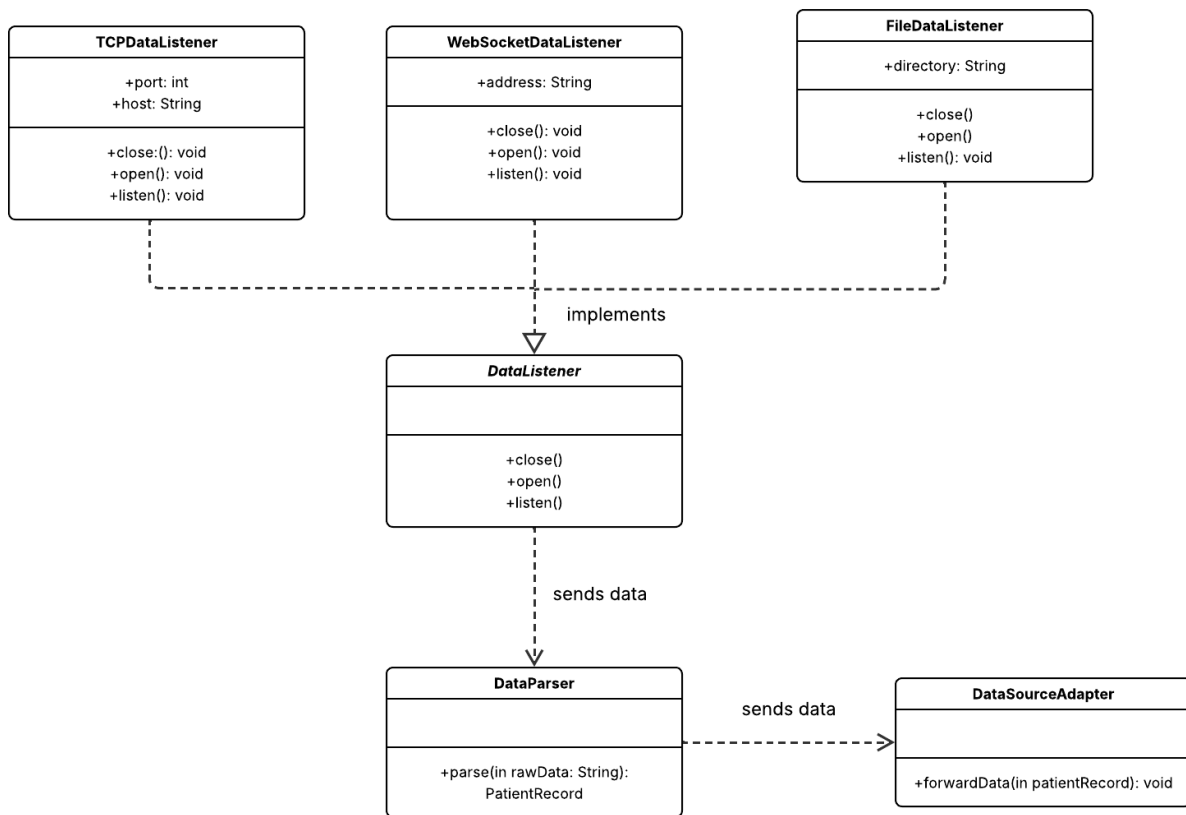 TCPDataListener
+port: int
+host: String
+close:(): void
+open(): void
+listen(): void
WebSocketDataListener
+address: String
+close(): void
+open(): void
+listen(): void
FileDataListener
+directory: String
+close()
+open()
+listen(): void
implements
DataListener
+close()
+open()
+listen()
sends data
DataParser
+parse(in rawData: String):
PatientRecord
sends data
DataSourceAdapter
+forwardData(in patientRecord): void